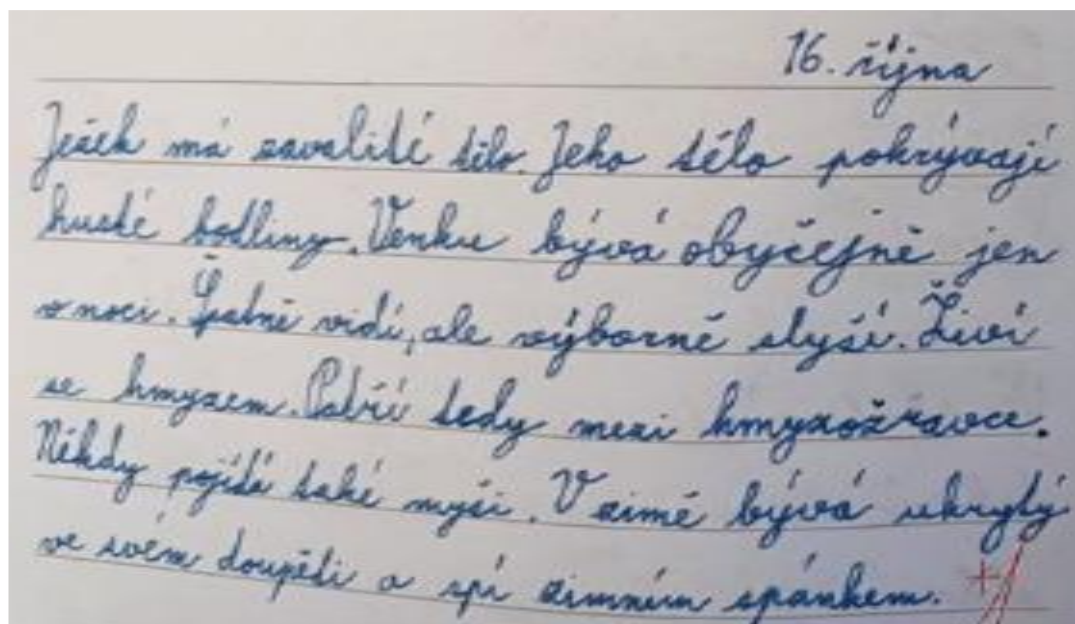 16. října
Ježek má zavalité tělo. Jeho tělo pokrývají
husté bodliny. Venku bývá obyčejně jen
v noci. Špatně vidí, ale výborně slyší. Živí
se hmyzem. Patří tedy mezi hmyzožravce.
Někdy pojídá také myši. V zimě bývá ukrytý
ve svém doupěti a spí zimním spánkem.